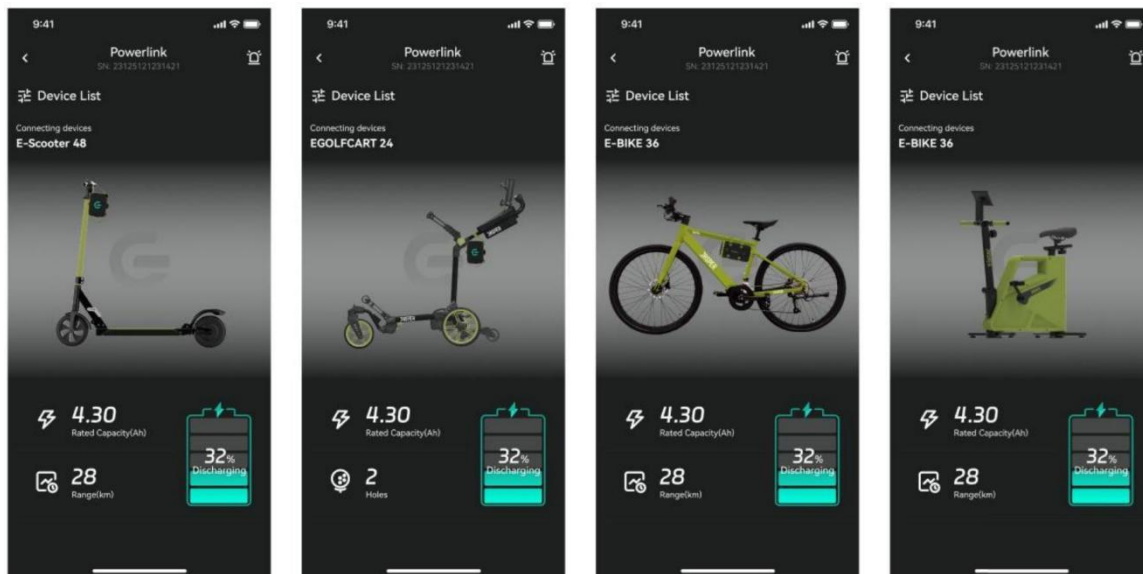 9:41
Powerlink
SN: 23125121231421
Device List
Connecting devices
E-Scooter 48
4.30
Rated Capacity(Ah)
32%
Discharging
28
Range(km)
9:41
Powerlink
SN: 23125121231421
Device List
Connecting devices
EGOLFCART 24
4.30
Rated Capacity(Ah)
32%
Discharging
2
Holes
9:41
Powerlink
SN: 23125121231421
Device List
Connecting devices
E-BIKE 36
4.30
Rated Capacity(Ah)
32%
Discharging
28
Range(km)
9:41
Powerlink
SN: 23125121231421
Device List
Connecting devices
E-BIKE 36
4.30
Rated Capacity(Ah)
32%
Discharging
28
Range(km)